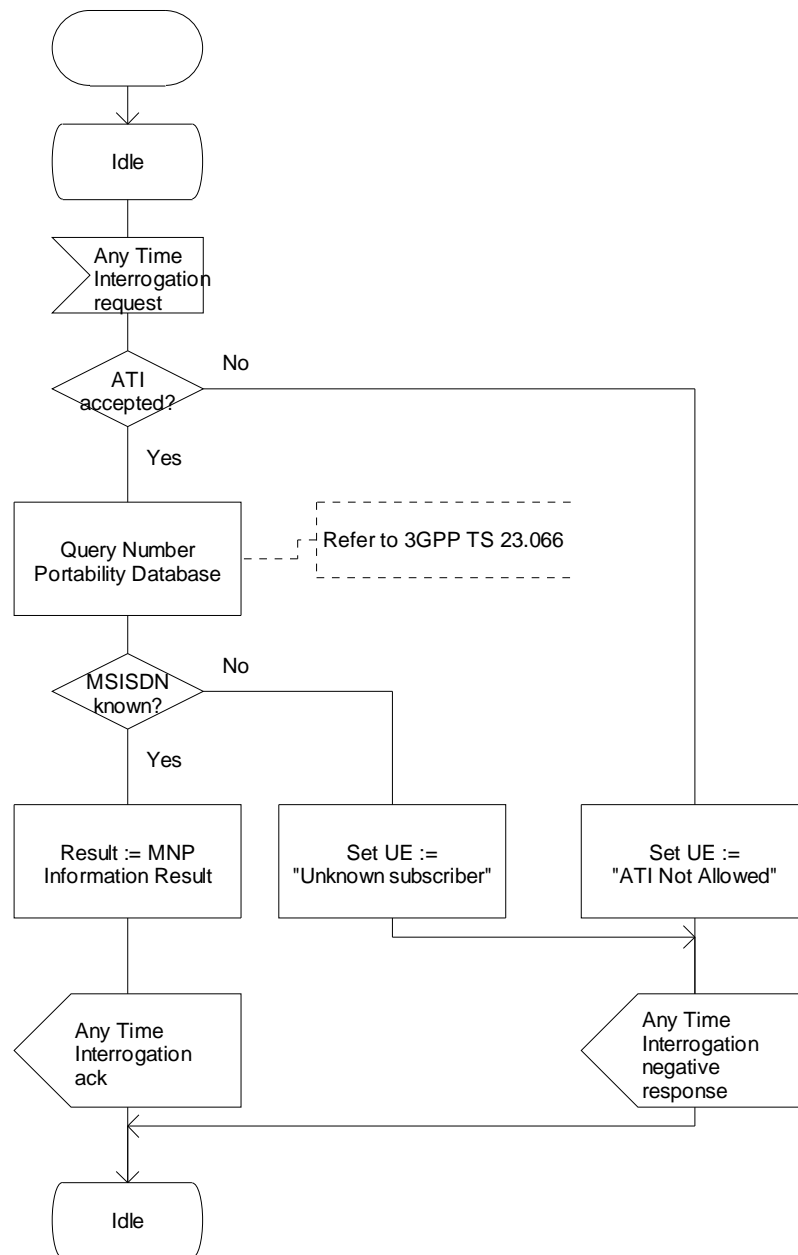 Idle
Any Time
Interrogation
request
No
ATI
accepted?
Yes
Query Number
Portability Database
Refer to 3GPP TS 23.066
No
MSISDN
known?
Yes
Result := MNP
Information Result
Set UE :=
"Unknown subscriber"
Set UE :=
"ATI Not Allowed"
Any Time
Interrogation
ack
Any Time
Interrogation
negative
response
Idle